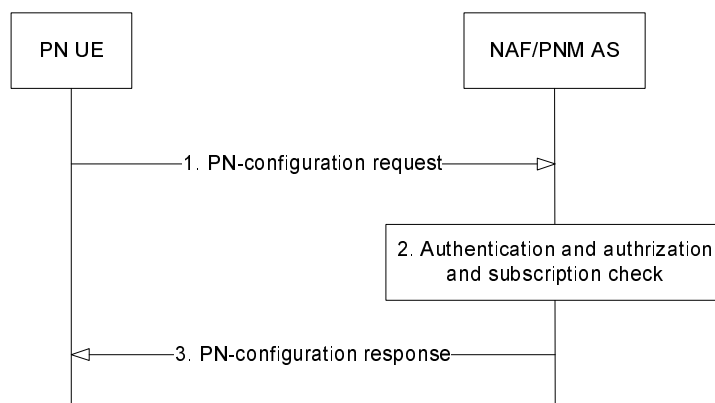 PN UE
NAF/PNM AS
1. PN-configuration request
2. Authentication and authrization
and subscription check
3. PN-configuration response